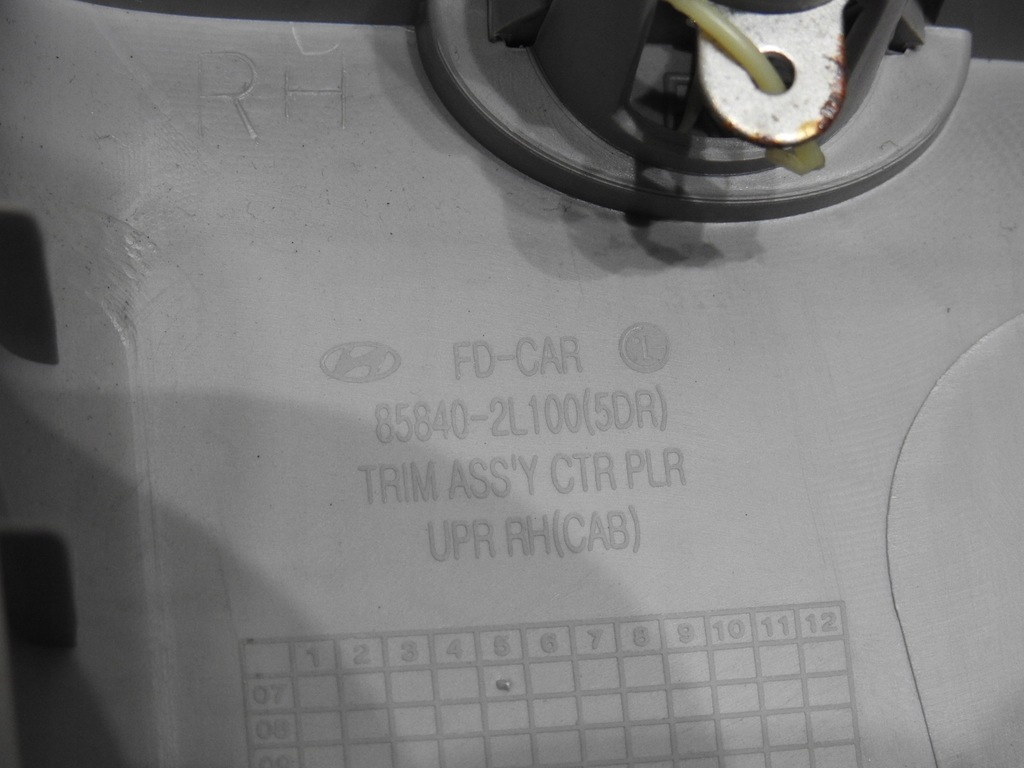 RH
FD-CAR
85840-2L100(5DR)
TRIM ASS'Y CTR PLR
UPR RH(CAB)
1 2 3 4 5 6 7 8 9 10 11 12
07
08